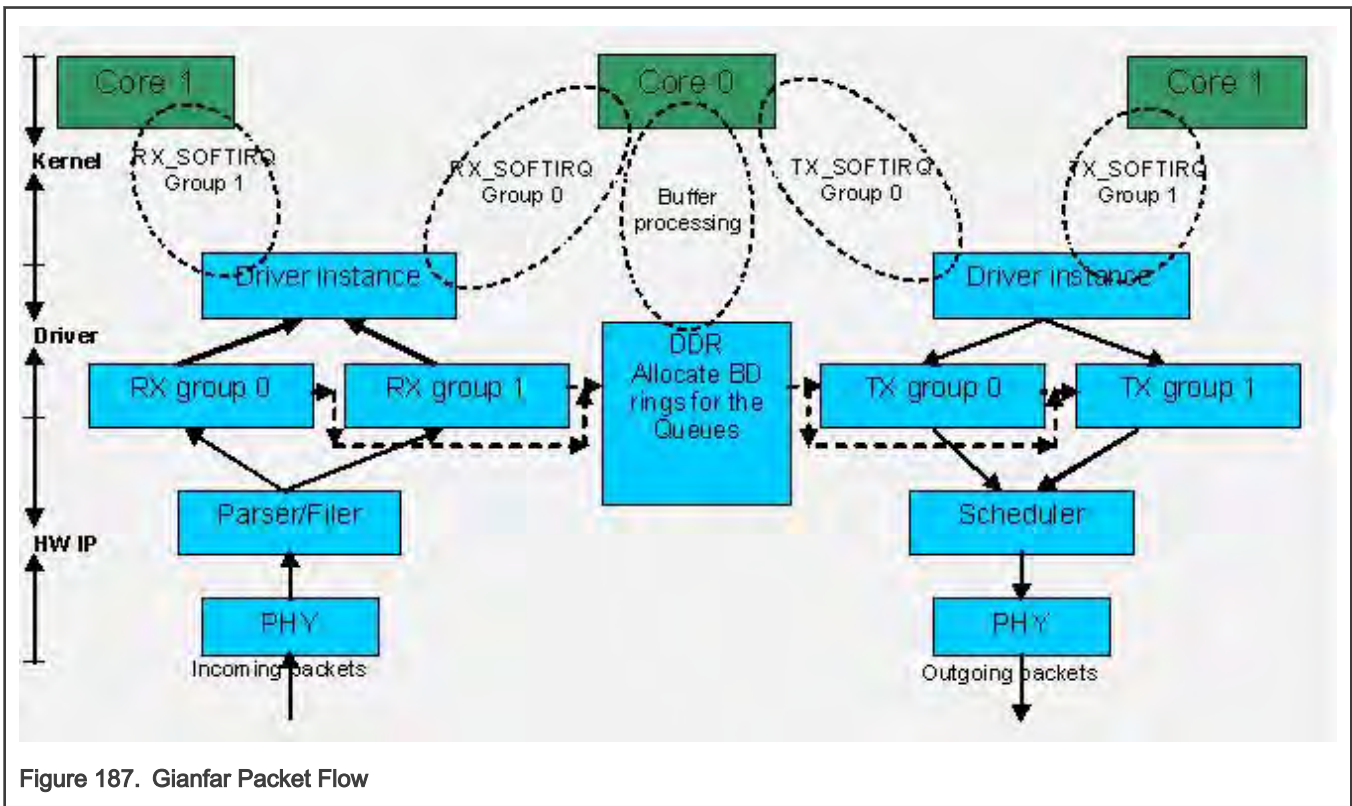 Core 1
Core 0
Core 1
Kernel
RX_SOFTIRQ
Group 1
RX_SOFTIRQ
Group 0
Buffer
processing
TX_SOFTIRQ
Group 0
TX_SOFTIRQ
Group 1
Driver instance
Driver instance
Driver
RX group 0
RX group 1
DDR
Allocate BD
rings for the
Queues
TX group 0
TX group 1
Parser/Filer
Scheduler
HW IP
PHY
PHY
Incoming packets
Outgoing packets
Figure 187. Gianfar Packet Flow